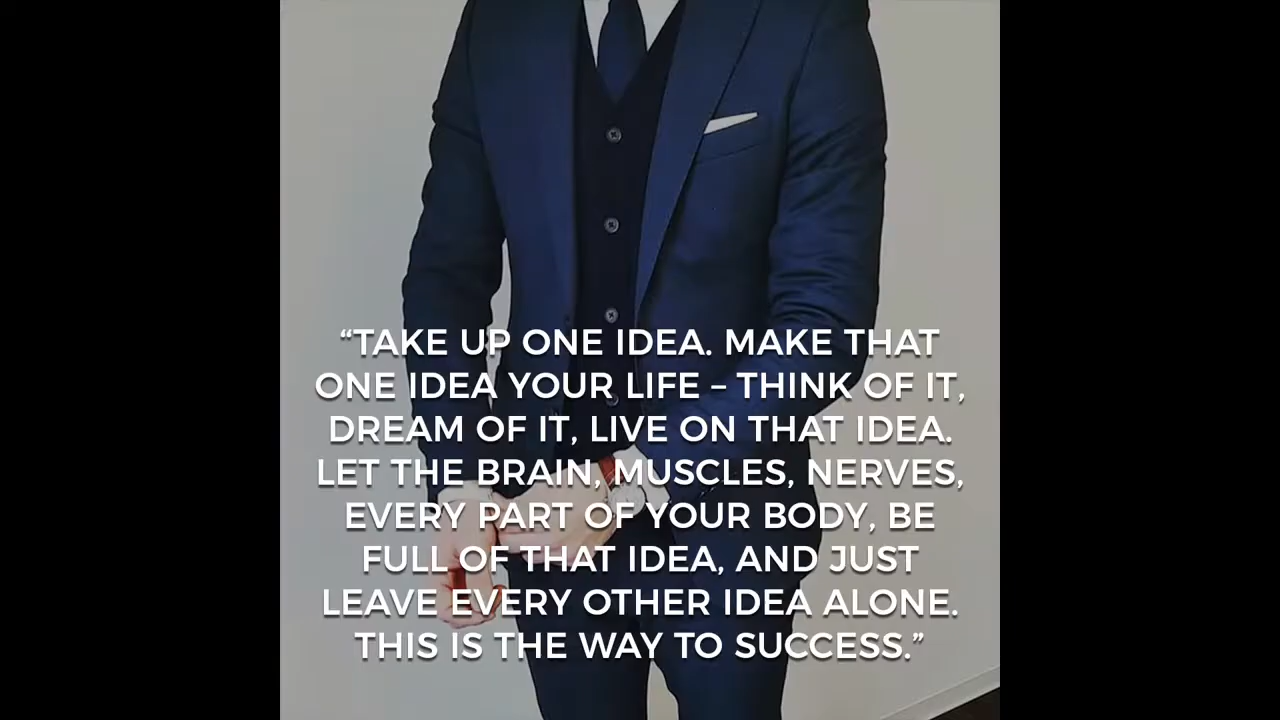 “TAKE UP ONE IDEA. MAKE THAT
ONE IDEA YOUR LIFE – THINK OF IT,
DREAM OF IT, LIVE ON THAT IDEA.
LET THE BRAIN, MUSCLES, NERVES,
EVERY PART OF YOUR BODY, BE
FULL OF THAT IDEA, AND JUST
LEAVE EVERY OTHER IDEA ALONE.
THIS IS THE WAY TO SUCCESS.”